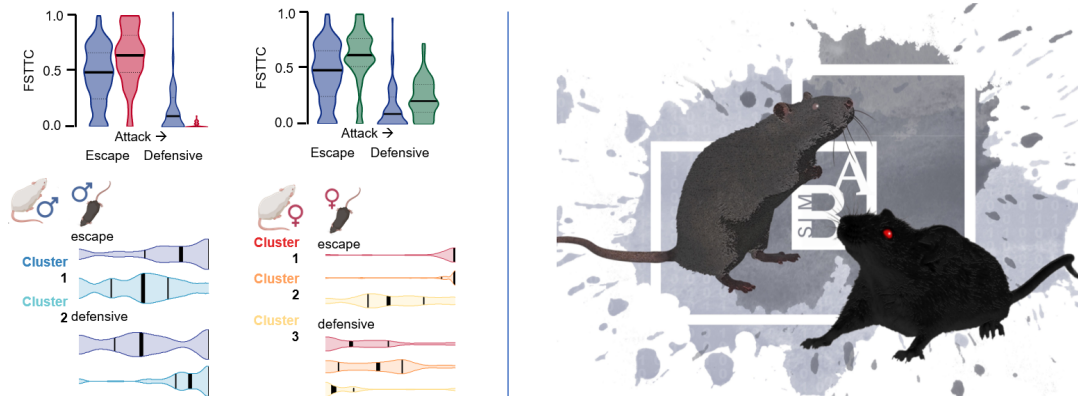 1.0
FSTTC
0.5
0.0
Attack →
Escape Defensive
1.0
FSTTC
0.5
0.0
Attack →
Escape Defensive
♂ ♂
escape
Cluster
1
Cluster
2
defensive
♀ ♀
Cluster
1
Cluster
2
Cluster
3
escape
defensive
SIM
B
A